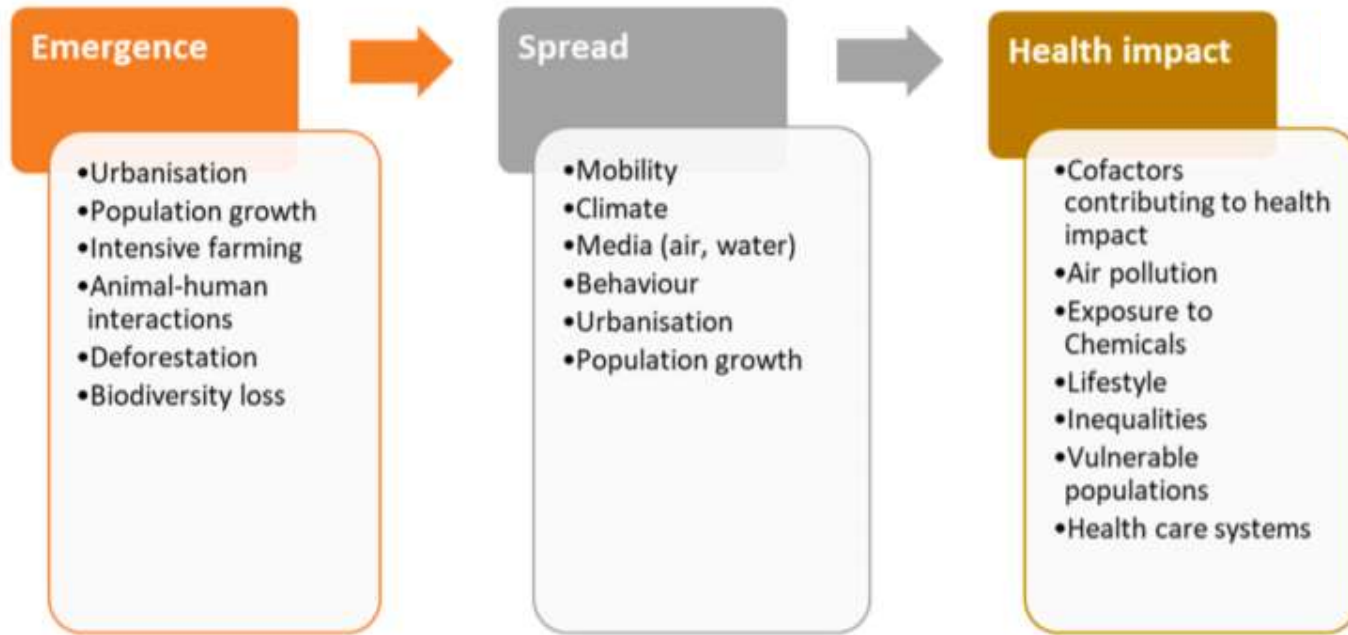 Emergence
•Urbanisation
•Population growth
•Intensive farming
•Animal-human
interactions
•Deforestation
•Biodiversity loss
Spread
•Mobility
•Climate
•Media (air, water)
•Behaviour
•Urbanisation
•Population growth
Health impact
•Cofactors
contributing to health
impact
•Air pollution
•Exposure to
Chemicals
•Lifestyle
•Inequalities
•Vulnerable
populations
•Health care systems